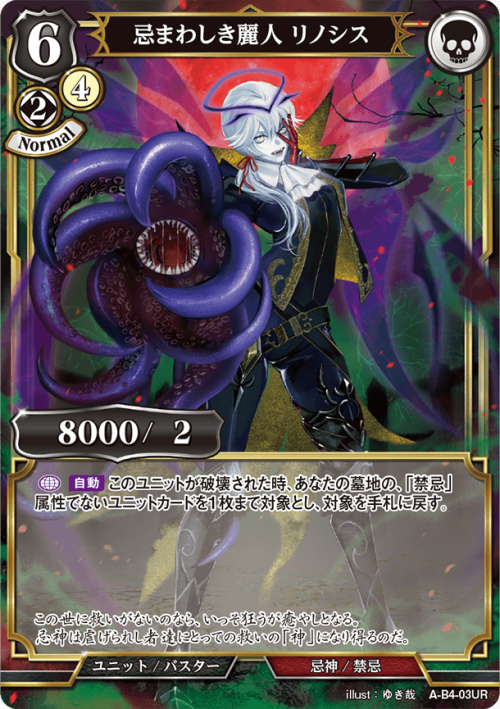 6
忌まわしき麗人 リノシス
4
2
Normal
8000/ 2
自動 このユニットが破壊された時、あなたの墓地の、「禁忌」
属性でないユニットカードを1枚まで対象とし、対象を手札に戻す。
この世に救いがないのなら、いっそ狂うが癒やしとなる。
忌神は虐げられし者達にとっての救いの「神」になり得るのだ。
ユニット / バスター
忌神 / 禁忌
illust : ゆき哉 A-B4-03UR